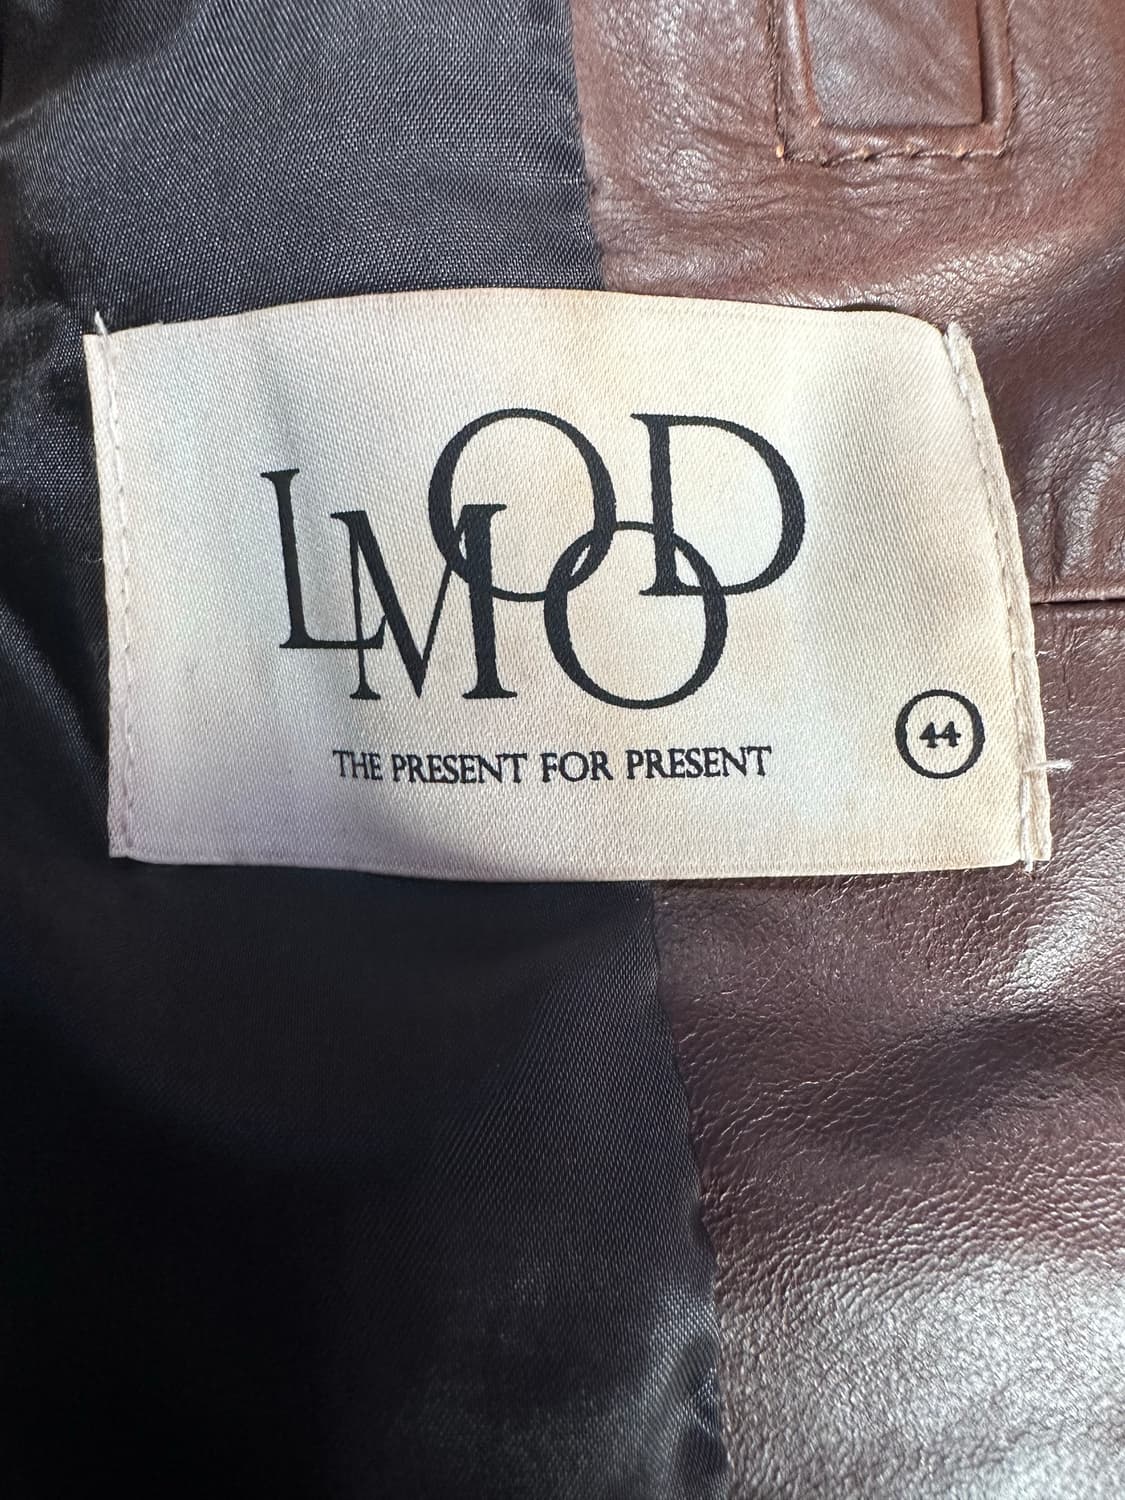 LMOOD
THE PRESENT FOR PRESENT
44